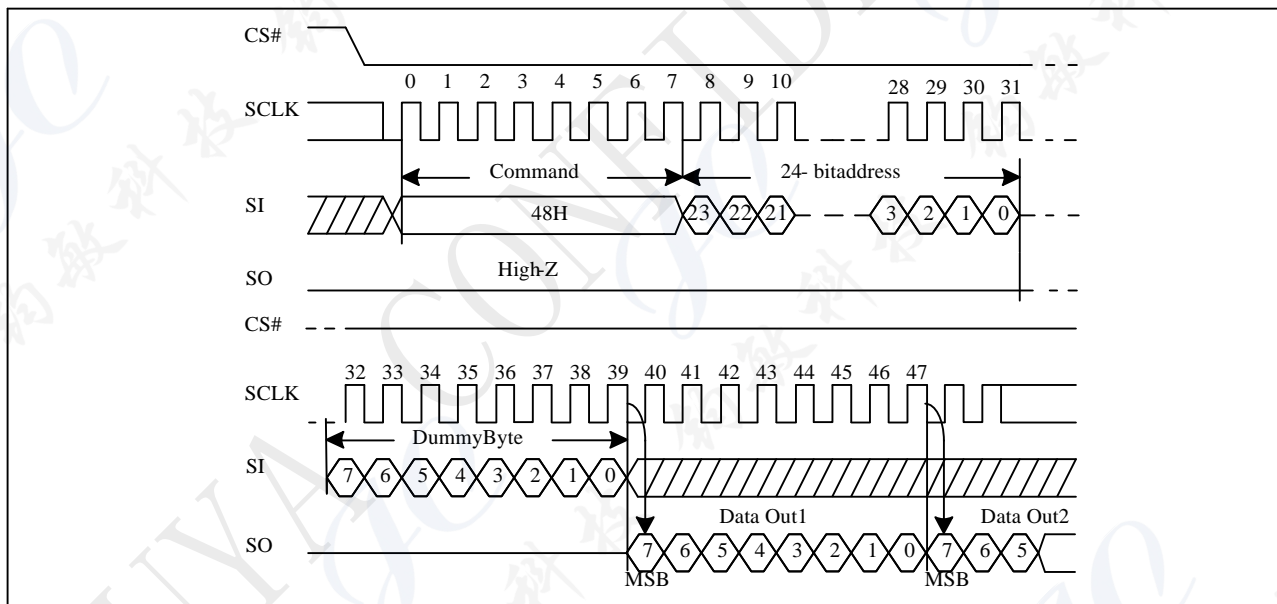 CS#
0 1 2 3 4 5 6 7 8 9 10 28 29 30 31
SCLK
Command 24- bitaddress
SI 48H 23 22 21 3 2 1 0
High-Z
SO
CS#
32 33 34 35 36 37 38 39 40 41 42 43 44 45 46 47
SCLK
DummyByte
SI 7 6 5 4 3 2 1 0
Data Out1 Data Out2
SO 7 6 5 4 3 2 1 0 7 6 5
MSB MSB